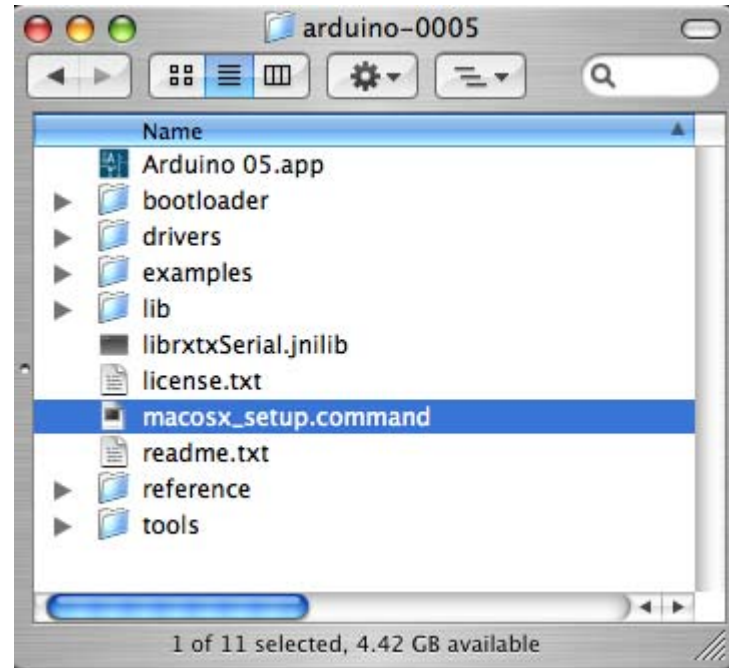 arduino-0005
Name
Arduino 05.app
bootloader
drivers
examples
lib
librxtxSerial.jnilib
license.txt
macosx_setup.command
readme.txt
reference
tools
1 of 11 selected, 4.42 GB available